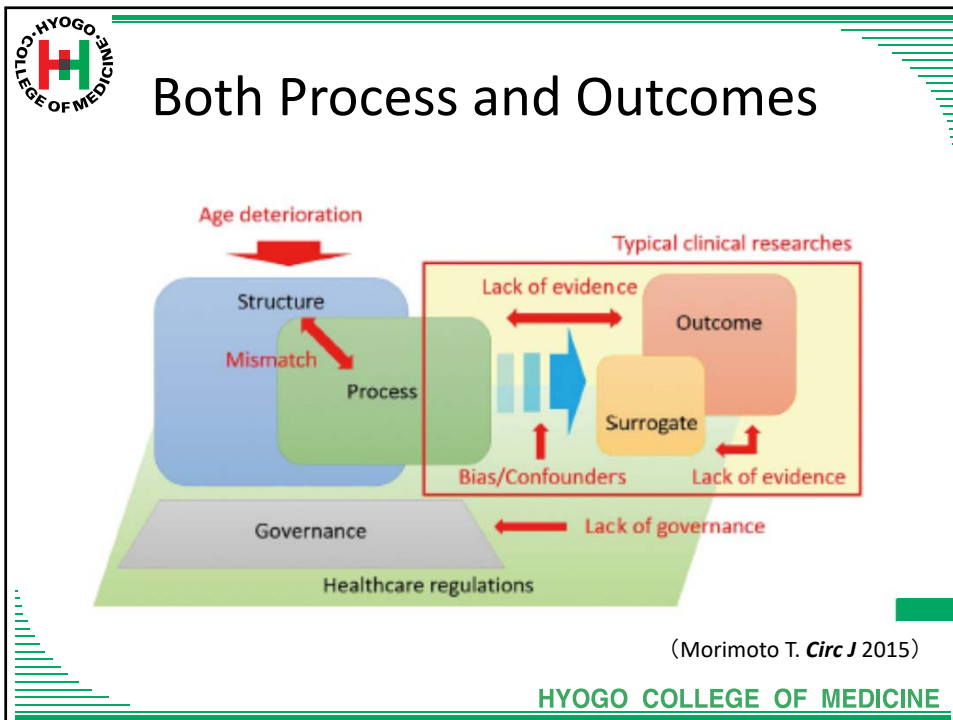 HYOGO COLLEGE OF MEDICINE
Both Process and Outcomes
Age deterioration
Typical clinical researches
Structure
Lack of evidence
Outcome
Mismatch
Process
Surrogate
Bias/Confounders
Lack of evidence
Governance
Lack of governance
Healthcare regulations
（Morimoto T. Circ J 2015）
HYOGO COLLEGE OF MEDICINE